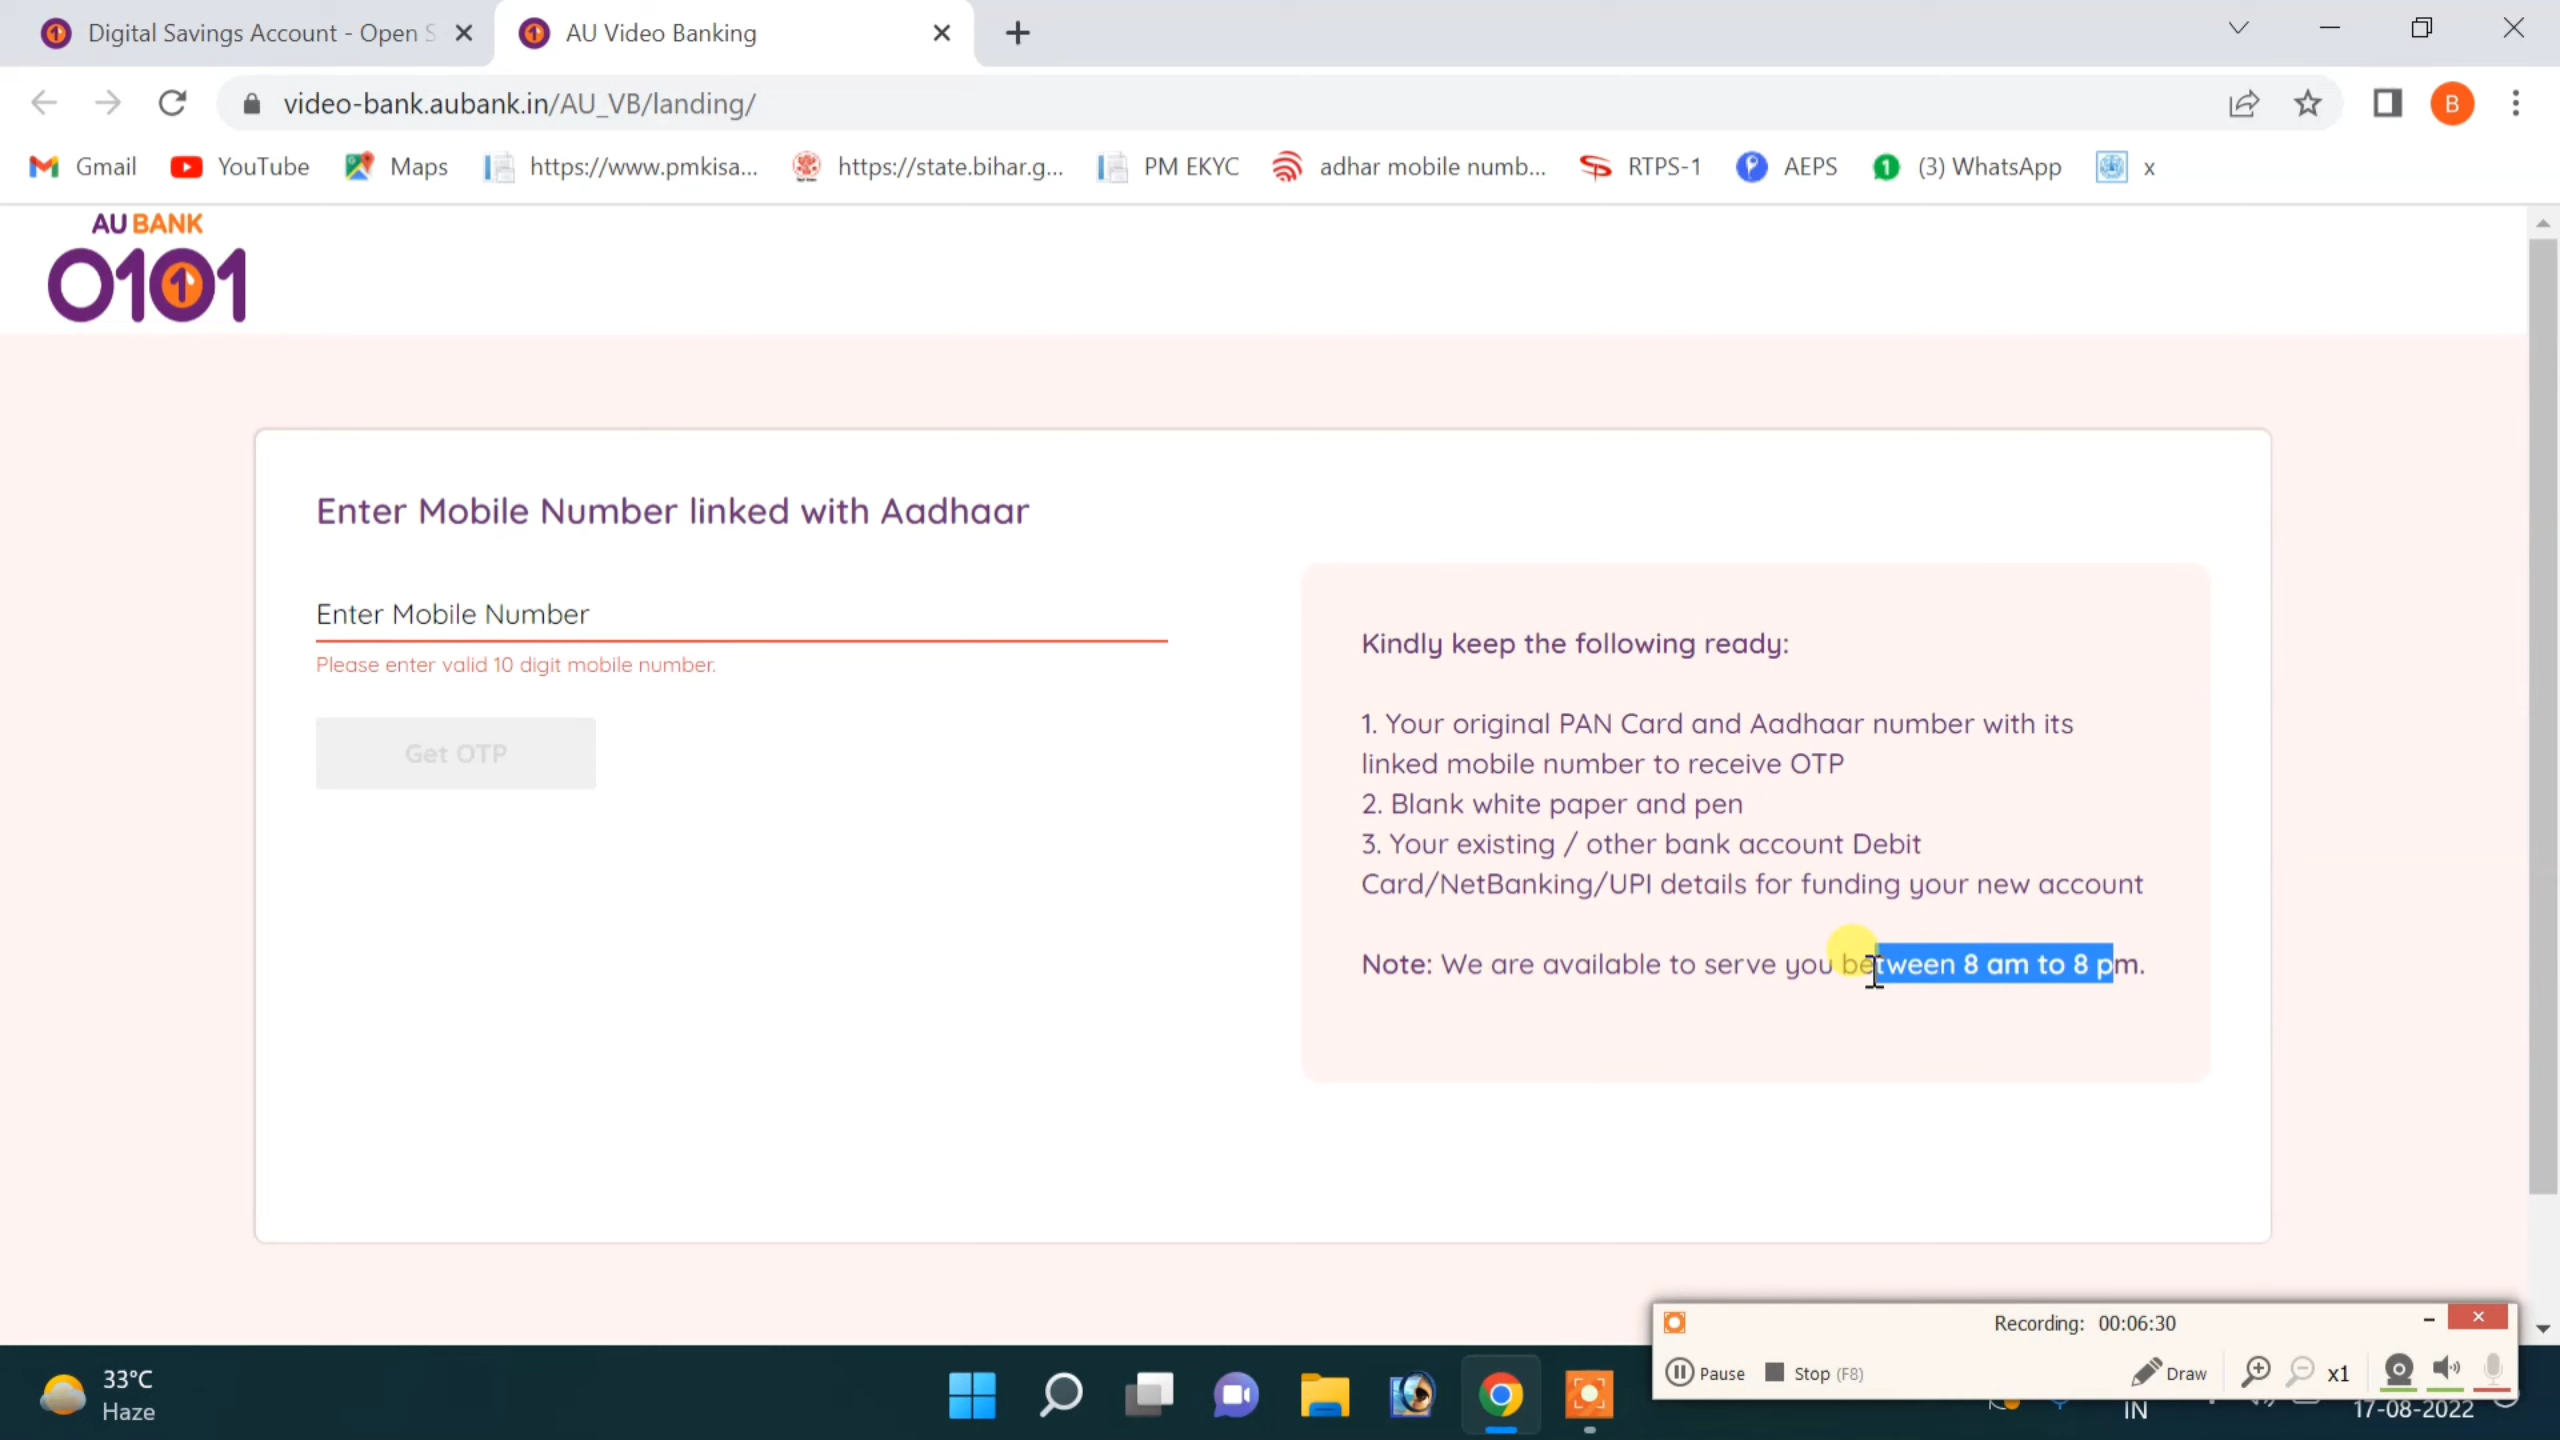 Digital Savings Account - Open S
AU Video Banking
video-bank.aubank.in/AU_VB/landing/
B
Gmail
YouTube
Maps
https://www.pmkisa...
https://state.bihar.g...
PM EKYC
adhar mobile numb...
RTPS-1
AEPS
(3) WhatsApp
x
AU BANK
0101
Enter Mobile Number linked with Aadhaar
Enter Mobile Number
Please enter valid 10 digit mobile number.
Get OTP
Kindly keep the following ready:
1. Your original PAN Card and Aadhaar number with its
linked mobile number to receive OTP
2. Blank white paper and pen
3. Your existing / other bank account Debit
Card/NetBanking/UPI details for funding your new account
Note: We are available to serve you between 8 am to 8 pm.
Recording: 00:06:30
Pause
Stop (F8)
Draw
x1
33°C
Haze
IN
17-08-2022